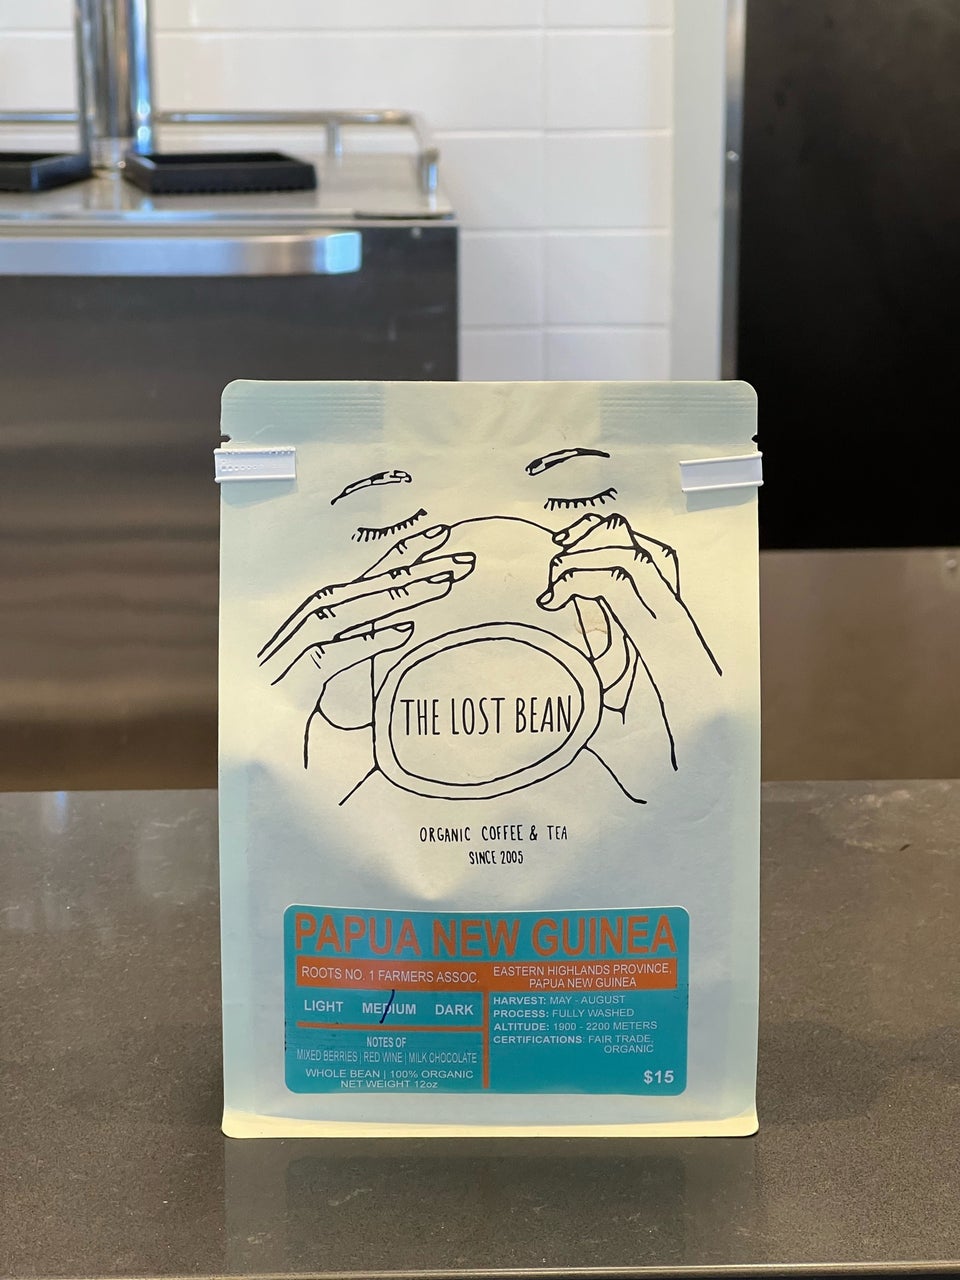 THE LOST BEAN
ORGANIC COFFEE & TEA
SINCE 2005
PAPUA NEW GUINEA
ROOTS NO. 1 FARMERS ASSOC.
EASTERN HIGHLANDS PROVINCE,
PAPUA NEW GUINEA
LIGHT MEDIUM DARK
NOTES OF
MIXED BERRIES | RED WINE | MILK CHOCOLATE
WHOLE BEAN | 100% ORGANIC
NET WEIGHT 12oz
HARVEST: MAY - AUGUST
PROCESS: FULLY WASHED
ALTITUDE: 1900 - 2200 METERS
CERTIFICATIONS: FAIR TRADE,
ORGANIC
$15